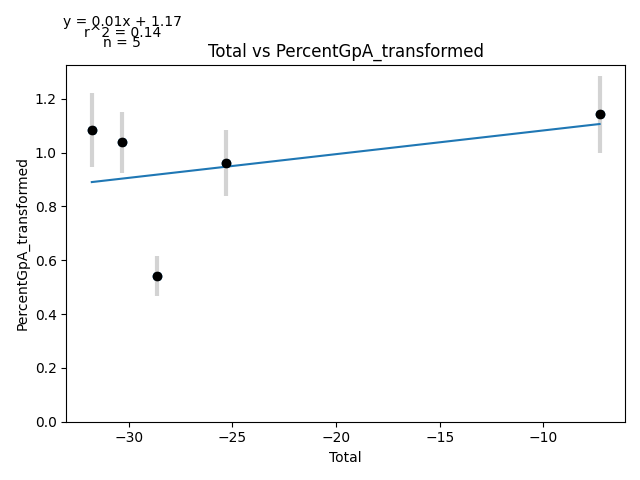 y = 0.01x + 1.17
r^2 = 0.14
n = 5
Total vs PercentGpA_transformed
PercentGpA_transformed
1.2
1.0
0.8
0.6
0.4
0.2
0.0
−30
−25
−20
−15
−10
Total